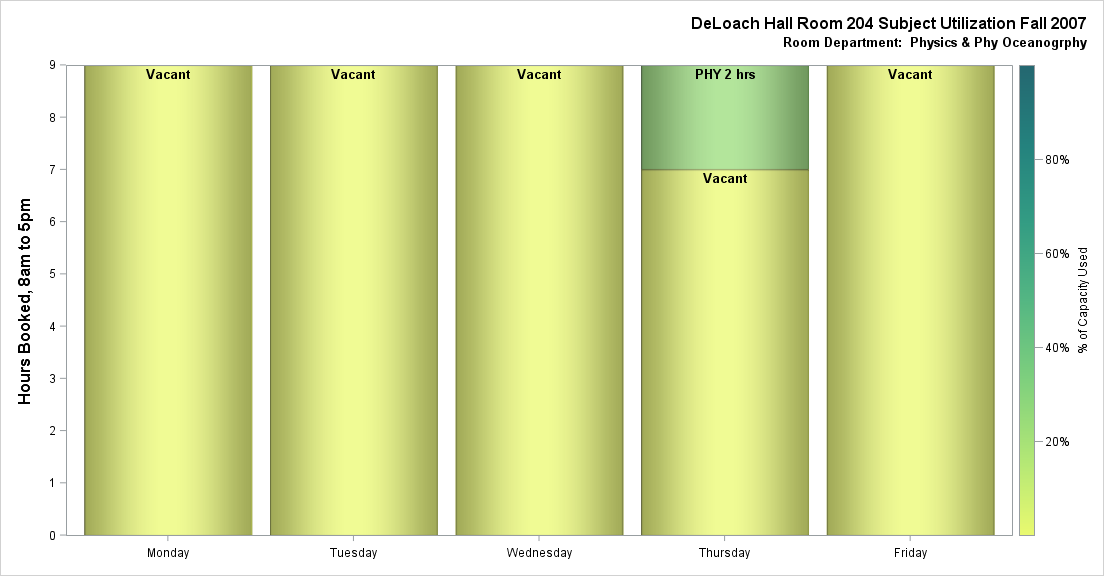 DeLoach Hall Room 204 Subject Utilization Fall 2007
Room Department:  Physics & Phy Oceanogrphy
Hours Booked, 8am to 5pm
9
8
7
6
5
4
3
2
1
0
Vacant
Vacant
Vacant
PHY 2 hrs
Vacant
Vacant
Monday
Tuesday
Wednesday
Thursday
Friday
80%
60%
40%
20%
% of Capacity Used